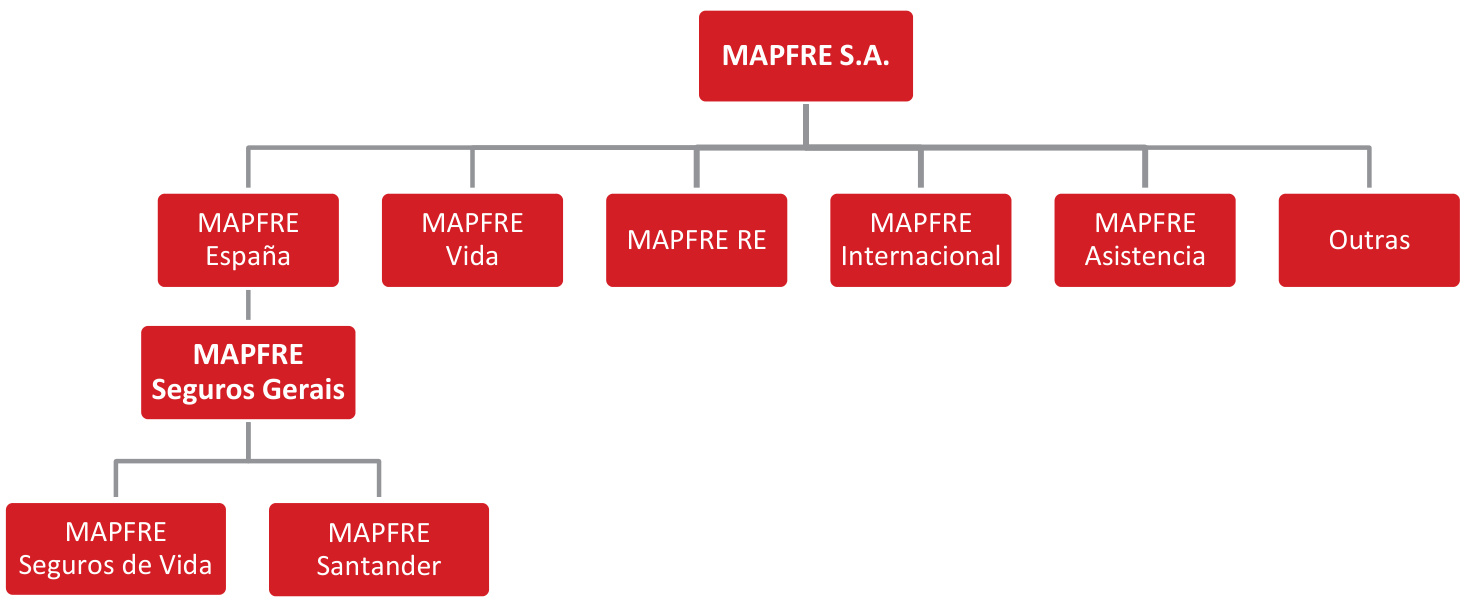 MAPFRE S.A.
MAPFRE
España
MAPFRE
Vida
MAPFRE RE
MAPFRE
Internacional
MAPFRE
Asistencia
Outras
MAPFRE
Seguros Gerais
MAPFRE
Seguros de Vida
MAPFRE
Santander